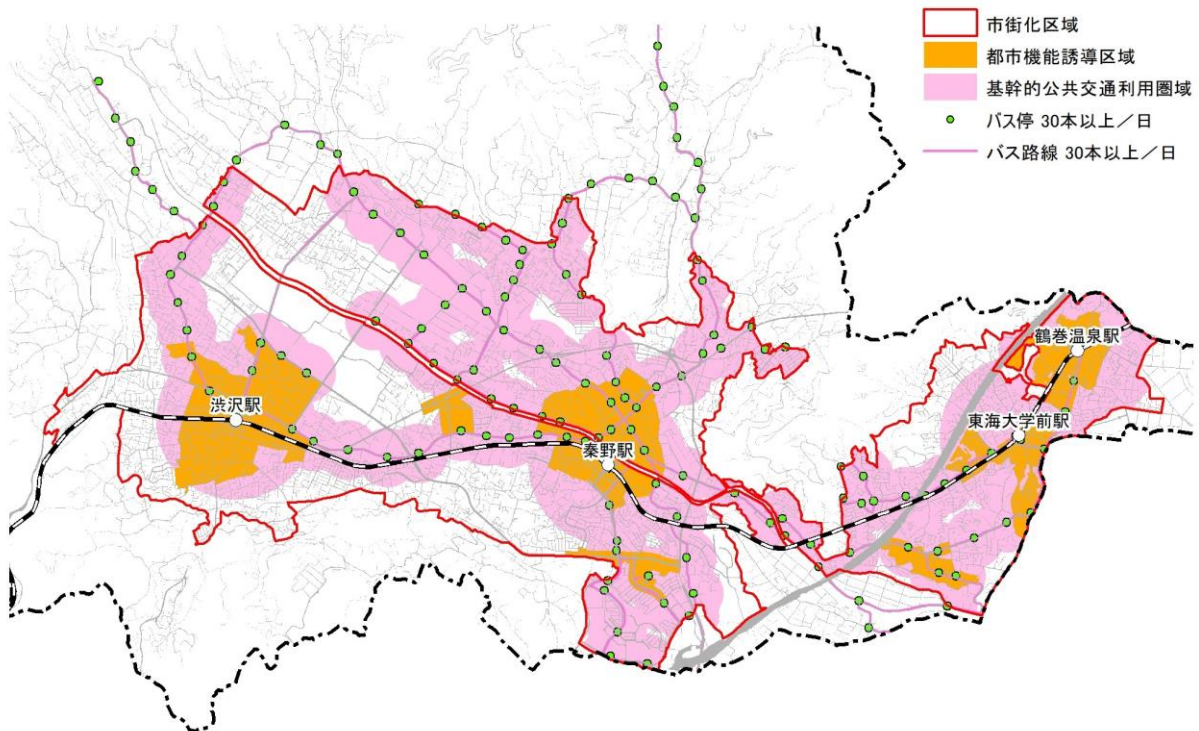 市街化区域
都市機能誘導区域
基幹的公共交通利用圏域
バス停 30本以上／日
バス路線 30本以上／日
鶴巻温泉駅
渋沢駅
東海大学前駅
秦野駅